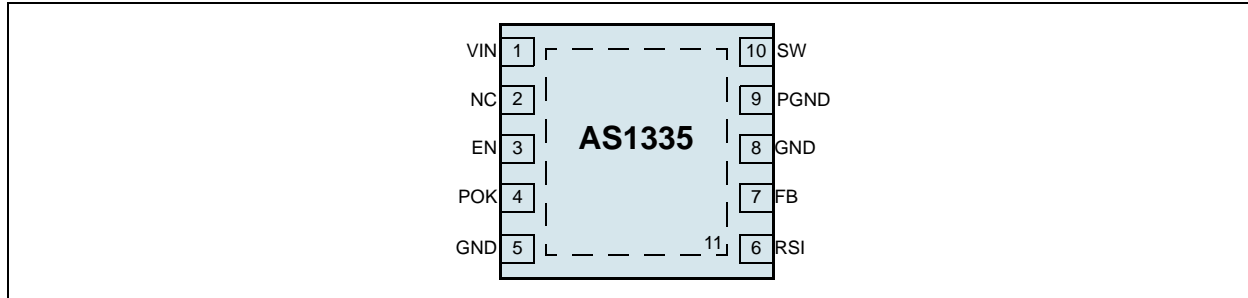 VIN 1 10 SW
NC 2 9 PGND
AS1335
EN 3 8 GND
POK 4 7 FB
GND 5 11 6 RSI